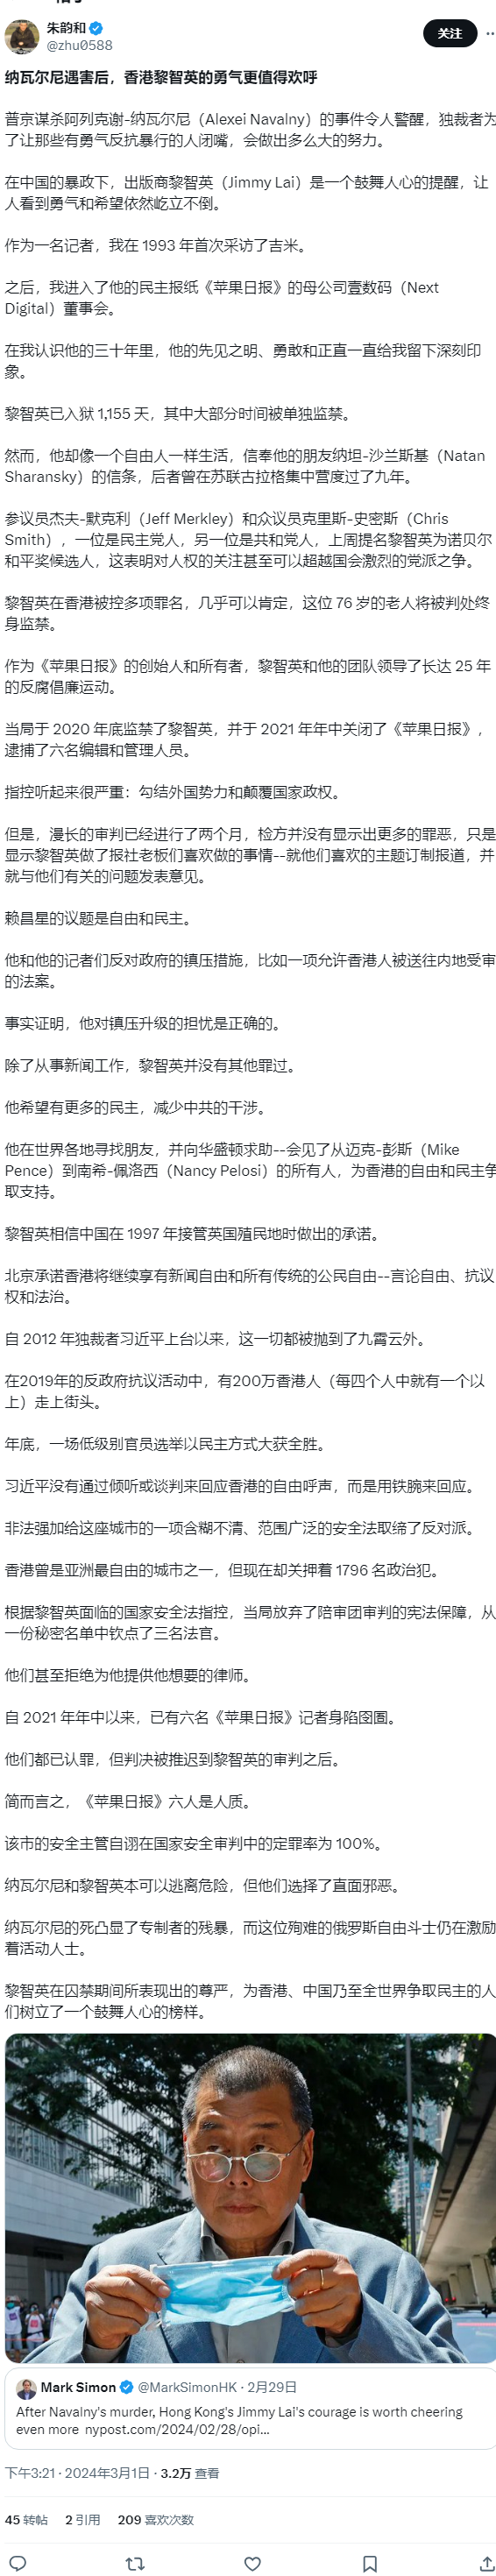 朱韵和
@zhu0588
关注
纳瓦尔尼遇害后，香港黎智英的勇气更值得欢呼
普京谋杀阿列克谢-纳瓦尔尼（Alexei Navalny）的事件令人警醒，独裁者为
了让那些有勇气反抗暴行的人闭嘴，会做出多么大的努力。
在中国的暴政下，出版商黎智英（Jimmy Lai）是一个鼓舞人心的提醒，让
人看到勇气和希望依然屹立不倒。
作为一名记者，我在 1993 年首次采访了吉米。
之后，我进入了他的民主报纸《苹果日报》的母公司壹数码（Next
Digital）董事会。
在我认识他的三十年里，他的先见之明、勇敢和正直一直给我留下深刻印
象。
黎智英已入狱 1,155 天，其中大部分时间被单独监禁。
然而，他却像一个自由人一样生活，信奉他的朋友纳坦-沙兰斯基（Natan
Sharansky）的信条，后者曾在苏联古拉格集中营度过了九年。
参议员杰夫-默克利（Jeff Merkley）和众议员克里斯-史密斯（Chris
Smith），一位是民主党人，另一位是共和党人，上周提名黎智英为诺贝尔
和平奖候选人，这表明对人权的关注甚至可以超越国会激烈的党派之争。
黎智英在香港被控多项罪名，几乎可以肯定，这位 76 岁的老人将被判处终
身监禁。
作为《苹果日报》的创始人和所有者，黎智英和他的团队领导了长达 25 年
的反腐倡廉运动。
当局于 2020 年底监禁了黎智英，并于 2021 年年中关闭了《苹果日报》，
逮捕了六名编辑和管理人员。
指控听起来很严重：勾结外国势力和颠覆国家政权。
但是，漫长的审判已经进行了两个月，检方并没有显示出更多的罪恶，只是
显示黎智英做了报社老板们喜欢做的事情--就他们喜欢的主题订制报道，并
就与他们有关的问题发表意见。
赖昌星的议题是自由和民主。
他和他的记者们反对政府的镇压措施，比如一项允许香港人被送往内地受审
的法案。
事实证明，他对镇压升级的担忧是正确的。
除了从事新闻工作，黎智英并没有其他罪过。
他希望有更多的民主，减少中共的干涉。
他在世界各地寻找朋友，并向华盛顿求助--会见了从迈克-彭斯（Mike
Pence）到南希-佩洛西（Nancy Pelosi）的所有人，为香港的自由和民主争
取支持。
黎智英相信中国在 1997 年接管英国殖民地时做出的承诺。
北京承诺香港将继续享有新闻自由和所有传统的公民自由--言论自由、抗议
权和法治。
自 2012 年独裁者习近平上台以来，这一切都被抛到了九霄云外。
在2019年的反政府抗议活动中，有200万香港人（每四个人中就有一个以
上）走上街头。
年底，一场低级别官员选举以民主方式大获全胜。
习近平没有通过倾听或谈判来回应香港的自由呼声，而是用铁腕来回应。
非法强加给这座城市的一项含糊不清、范围广泛的安全法取缔了反对派。
香港曾是亚洲最自由的城市之一，但现在却关押着 1796 名政治犯。
根据黎智英面临的国家安全法指控，当局放弃了陪审团审判的宪法保障，从
一份秘密名单中钦点了三名法官。
他们甚至拒绝为他提供他想要的律师。
自 2021 年年中以来，已有六名《苹果日报》记者身陷囹圄。
他们都已认罪，但判决被推迟到黎智英的审判之后。
简而言之，《苹果日报》六人是人质。
该市的安全主管自诩在国家安全审判中的定罪率为 100%。
纳瓦尔尼和黎智英本可以逃离危险，但他们选择了直面邪恶。
纳瓦尔尼的死凸显了专制者的残暴，而这位殉难的俄罗斯自由斗士仍在激励
着活动人士。
黎智英在囚禁期间所表现出的尊严，为香港、中国乃至全世界争取民主的人
们树立了一个鼓舞人心的榜样。
Mark Simon @MarkSimonHK · 2月29日
After Navalny's murder, Hong Kong's Jimmy Lai's courage is worth cheering
even more nypost.com/2024/02/28/opi...
下午3:21 · 2024年3月1日 · 3.2万 查看
45 转帖 2 引用 209 喜欢次数